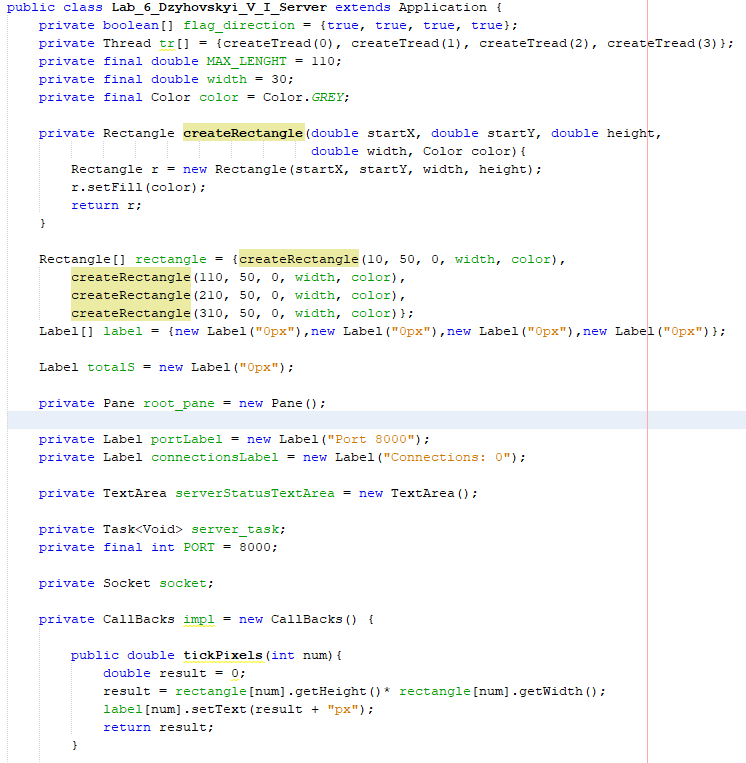 public class Lab_6_Dzyhovskyi_V_I_Server extends Application {
    private boolean[] flag_direction = {true, true, true, true};
    private Thread tr[] = {createTread(0), createTread(1), createTread(2), createTread(3)};
    private final double MAX_LENGHT = 110;
    private final double width = 30;
    private final Color color = Color.GREY;

    private Rectangle createRectangle(double startX, double startY, double height,
                                  double width, Color color){
        Rectangle r = new Rectangle(startX, startY, width, height);
        r.setFill(color);
        return r;
    }

    Rectangle[] rectangle = {createRectangle(10, 50, 0, width, color),
        createRectangle(110, 50, 0, width, color),
        createRectangle(210, 50, 0, width, color),
        createRectangle(310, 50, 0, width, color)};
    Label[] label = {new Label("0px"),new Label("0px"),new Label("0px"),new Label("0px")};

    Label totalS = new Label("0px");

    private Pane root_pane = new Pane();

    private Label portLabel = new Label("Port 8000");
    private Label connectionsLabel = new Label("Connections: 0");

    private TextArea serverStatusTextArea = new TextArea();

    private Task<Void> server_task;
    private final int PORT = 8000;

    private Socket socket;

    private CallBacks impl = new CallBacks() {

        public double tickPixels(int num){
            double result = 0;
            result = rectangle[num].getHeight()* rectangle[num].getWidth();
            label[num].setText(result + "px");
            return result;
        }